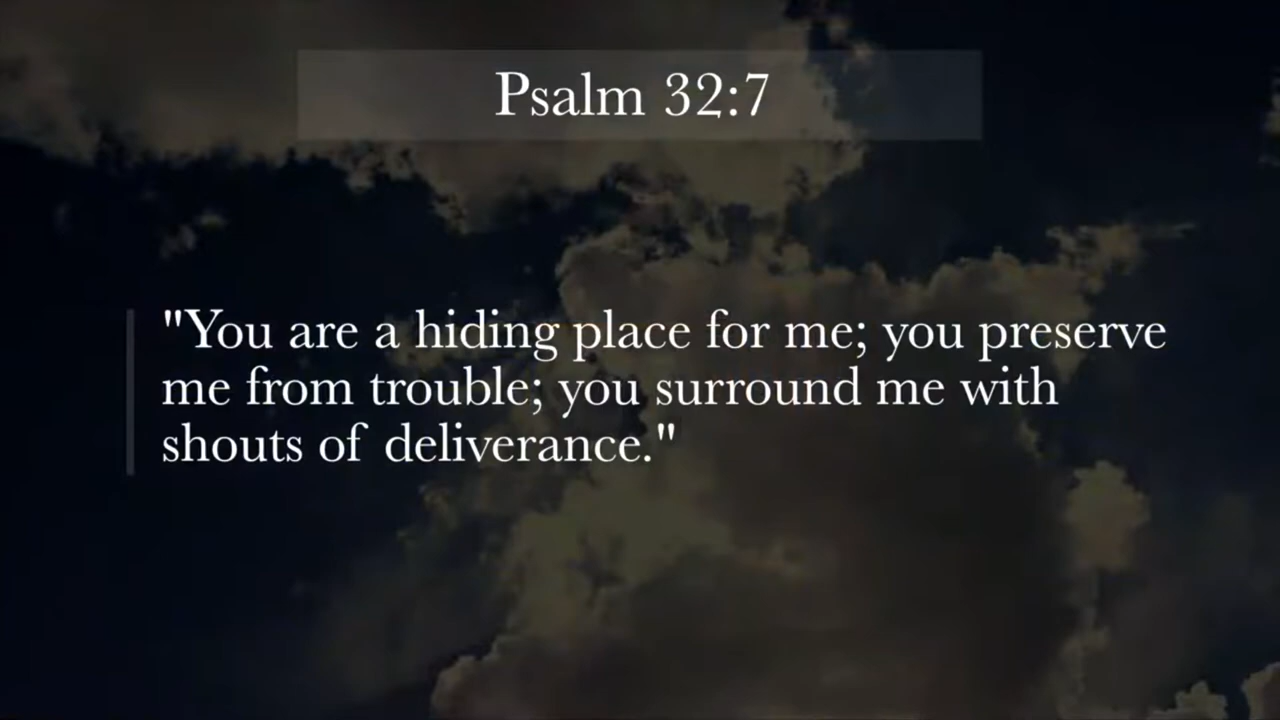 Psalm 32:7
"You are a hiding place for me; you preserve
me from trouble; you surround me with
shouts of deliverance."